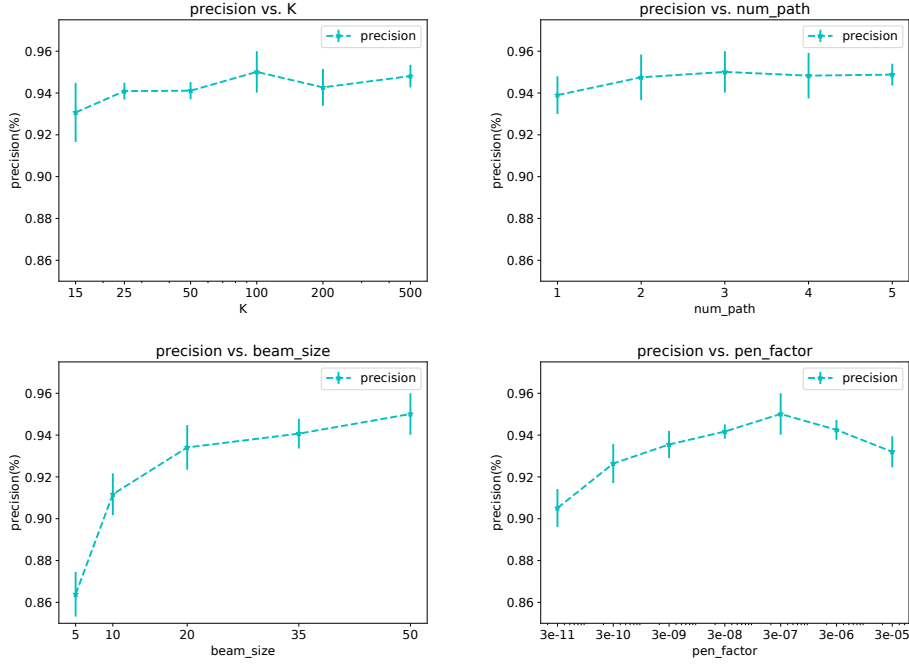 precision vs. K
precision
0.96
0.94
0.92
0.90
0.88
0.86
precision(%)
15 25 50 100 200 500
K
precision vs. num_path
precision
0.96
0.94
0.92
0.90
0.88
0.86
precision(%)
1 2 3 4 5
num_path
precision vs. beam_size
precision
0.96
0.94
0.92
0.90
0.88
0.86
precision(%)
5 10 20 35 50
beam_size
precision vs. pen_factor
precision
0.96
0.94
0.92
0.90
0.88
0.86
precision(%)
3e-11 3e-10 3e-09 3e-08 3e-07 3e-06 3e-05
pen_factor